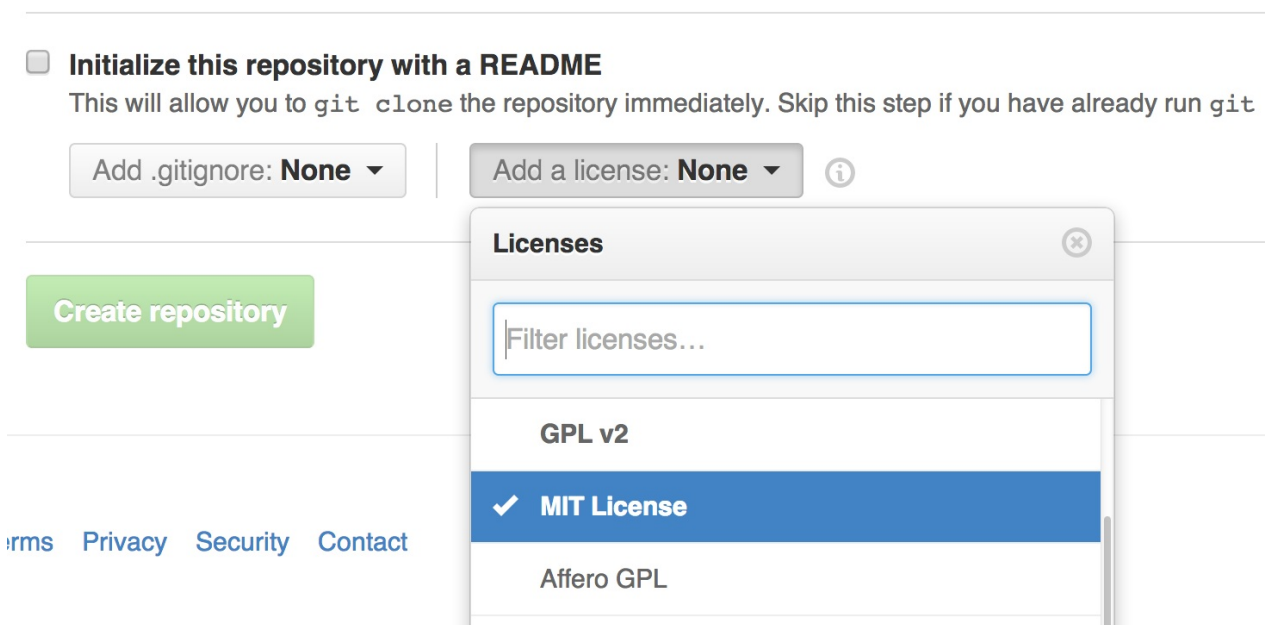 Initialize this repository with a README
This will allow you to git clone the repository immediately. Skip this step if you have already run git
Add .gitignore: None
Add a license: None
Licenses
Create repository
Filter licenses…
GPL v2
MIT License
erms Privacy Security Contact
Affero GPL